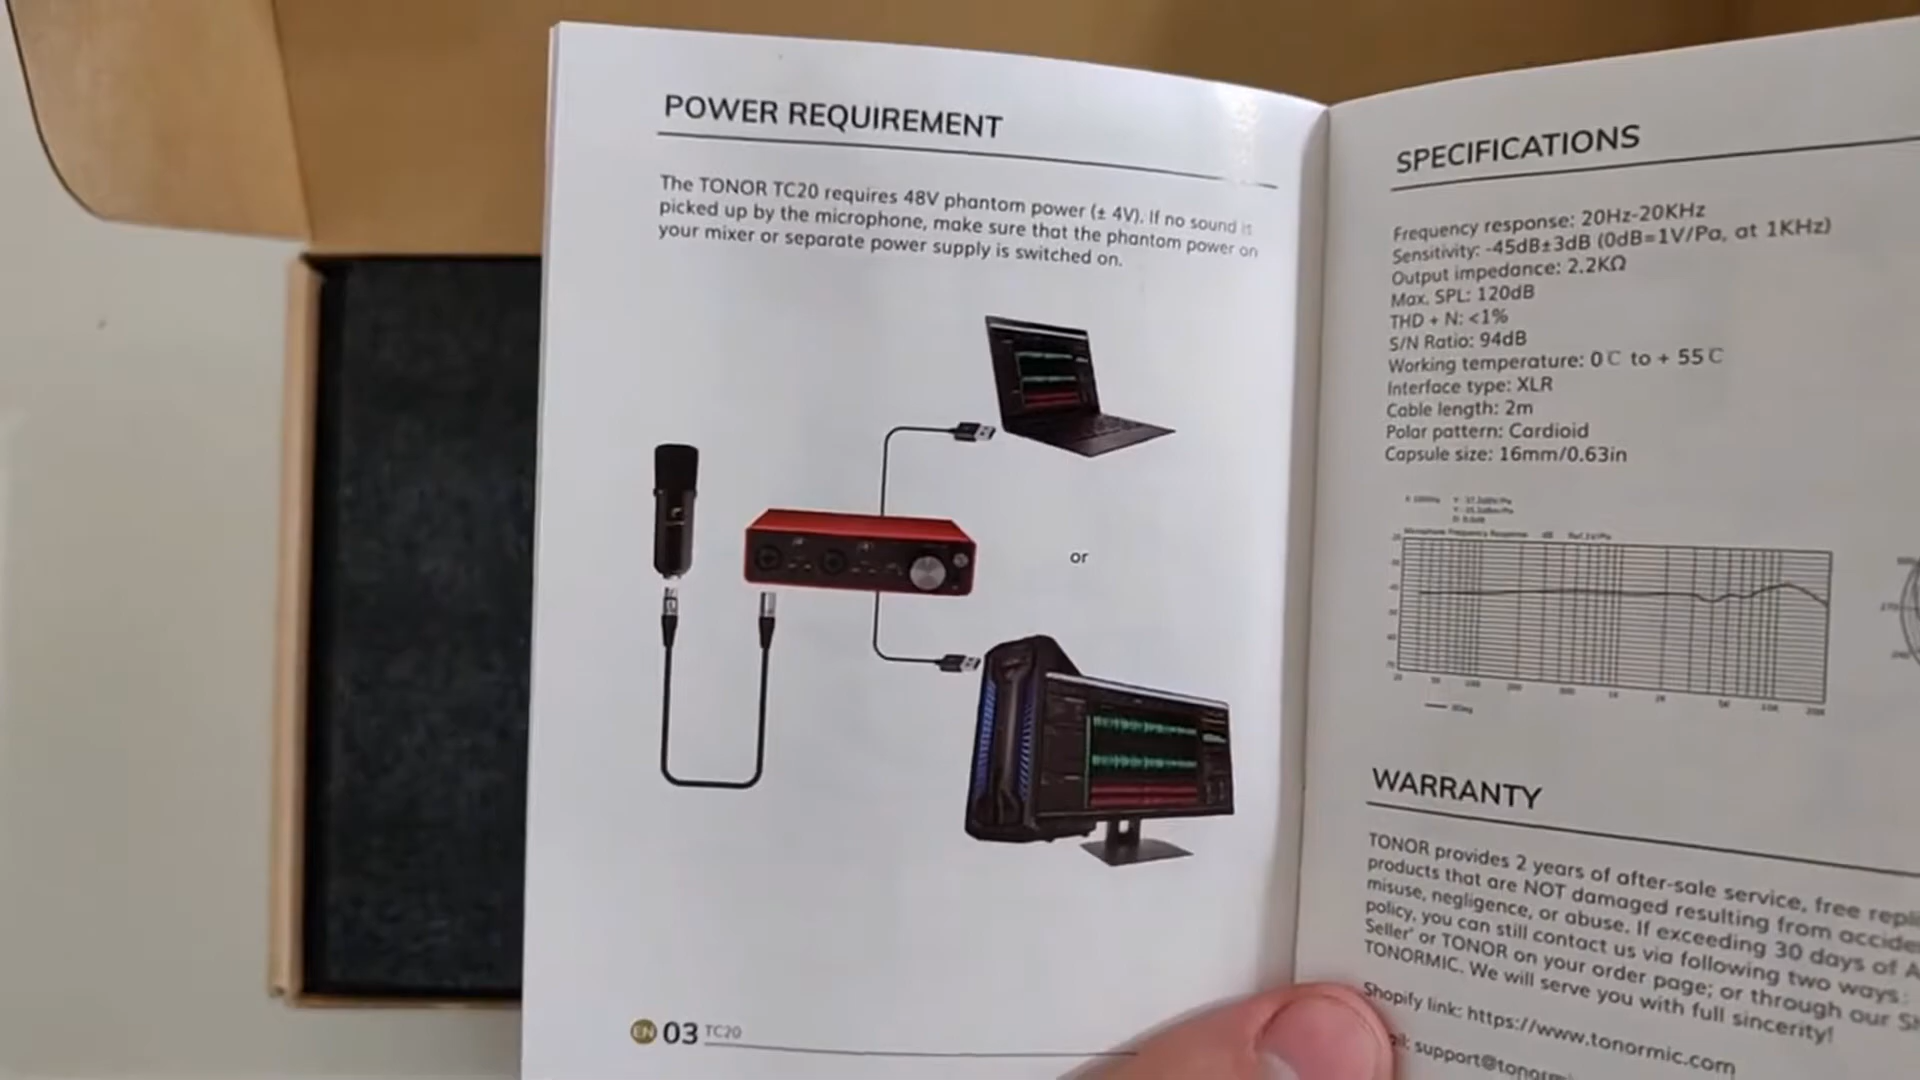 POWER REQUIREMENT
The TONOR TC20 requires 48V phantom power (± 4V). If no sound is
picked up by the microphone, make sure that the phantom power on
your mixer or separate power supply is switched on.
or
EN 03 TC20
SPECIFICATIONS
Frequency response: 20Hz-20KHz
Sensitivity: -45dB±3dB (0dB=1V/Pa, at 1KHz)
Output impedance: 2.2KΩ
Max. SPL: 120dB
THD + N: <1%
S/N Ratio: 94dB
Working temperature: 0℃ to + 55℃
Interface type: XLR
Cable length: 2m
Polar pattern: Cardioid
Capsule size: 16mm/0.63in
Microphone Frequency Response
WARRANTY
TONOR provides 2 years of after-sale service, free
products that are NOT damaged resulting from
misuse, negligence, or abuse. If exceeding 30 days of
policy, you can still contact us via following two ways:
Seller' or TONOR on your order page; or through our
TONORMIC. We will serve you with full sincerity!
Shopify link: https://www.tonormic.com